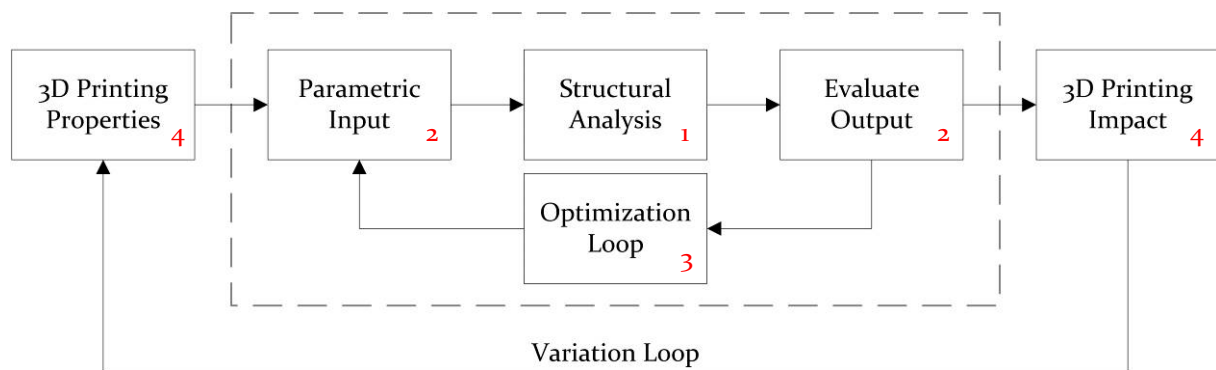 3D Printing
Properties
4
Parametric
Input
2
Structural
Analysis
1
Evaluate
Output
2
3D Printing
Impact
4
Optimization
Loop
3
Variation Loop